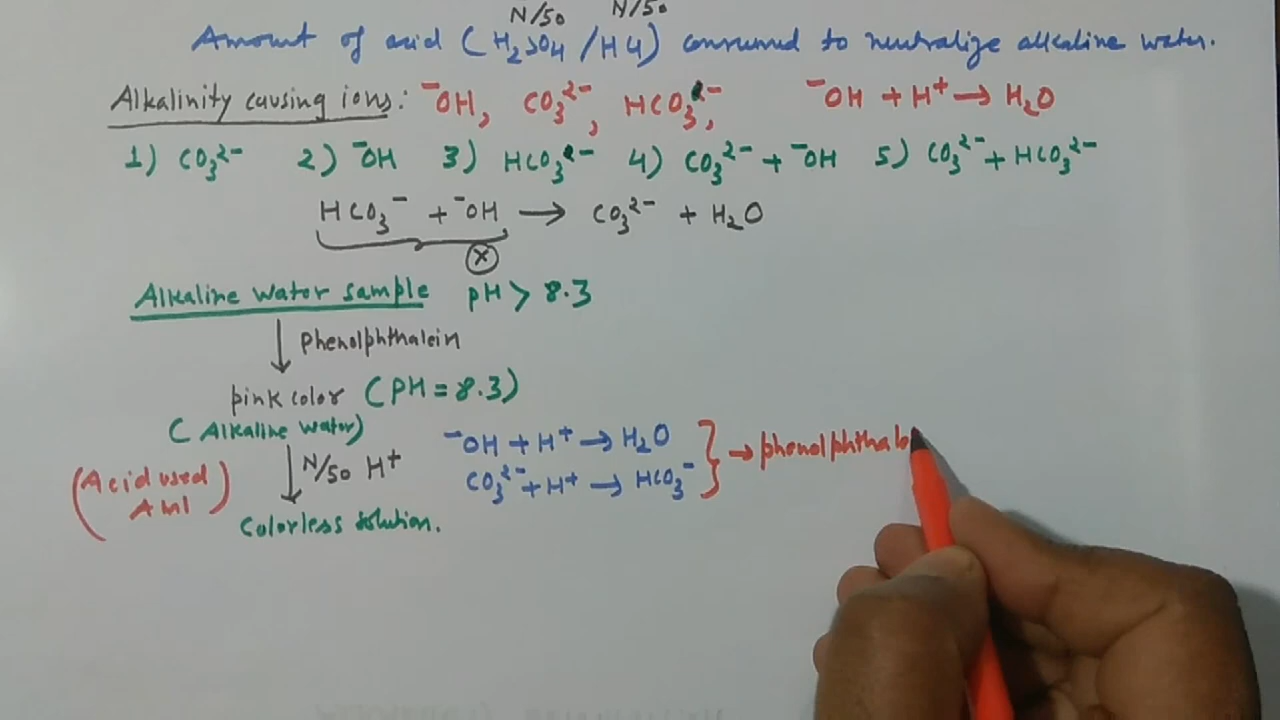 N/50 N/50
Amount of acid (H₂SO₄/HCl) consumed to neutralize alkaline water.
Alkalinity causing ions: ⁻OH, CO₃²⁻, HCO₃⁻, ⁻OH + H⁺ → H₂O
1) CO₃²⁻ 2) ⁻OH 3) HCO₃⁻ 4) CO₃²⁻ + ⁻OH 5) CO₃²⁻ + HCO₃²⁻
HCO₃⁻ + ⁻OH → CO₃²⁻ + H₂O
x
Alkaline water sample pH > 8.3
↓ Phenolphthalein
pink color (PH = 8.3)
(Alkaline water)
⁻OH + H⁺ → H₂O } → phenolphthale
(Acid used A ml) ↓ N/50 H⁺ CO₃²⁻ + H⁺ → HCO₃⁻
Colorless solution.